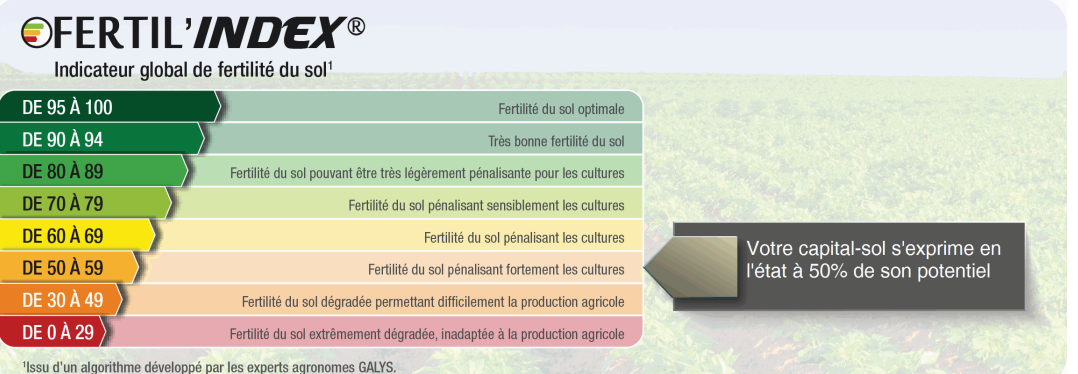 FERTIL'INDEX®
Indicateur global de fertilité du sol¹
DE 95 À 100 Fertilité du sol optimale
DE 90 À 94 Très bonne fertilité du sol
DE 80 À 89 Fertilité du sol pouvant être très légèrement pénalisante pour les cultures
DE 70 À 79 Fertilité du sol pénalisant sensiblement les cultures
DE 60 À 69 Fertilité du sol pénalisant les cultures
DE 50 À 59 Fertilité du sol pénalisant fortement les cultures
DE 30 À 49 Fertilité du sol dégradée permettant difficilement la production agricole
DE 0 À 29 Fertilité du sol extrêmement dégradée, inadaptée à la production agricole
Votre capital-sol s'exprime en
l'état à 50% de son potentiel
¹Issu d'un algorithme développé par les experts agronomes GALYS.